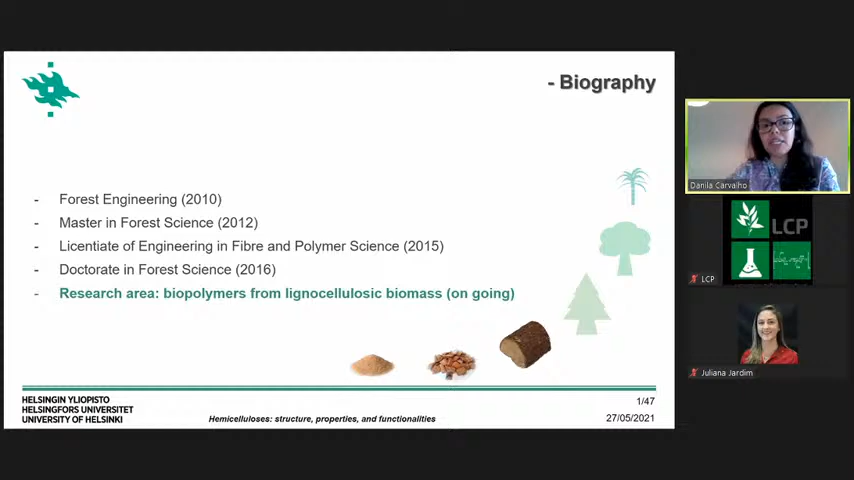 - Biography
- Forest Engineering (2010)
- Master in Forest Science (2012)
- Licentiate of Engineering in Fibre and Polymer Science (2015)
- Doctorate in Forest Science (2016)
- Research area: biopolymers from lignocellulosic biomass (on going)
HELSINGIN YLIOPISTO
HELSINGFORS UNIVERSITET
UNIVERSITY OF HELSINKI
Hemicelluloses: structure, properties, and functionalities
1/47
27/05/2021
Danila Carvalho
LCP
LCP
Juliana Jardim